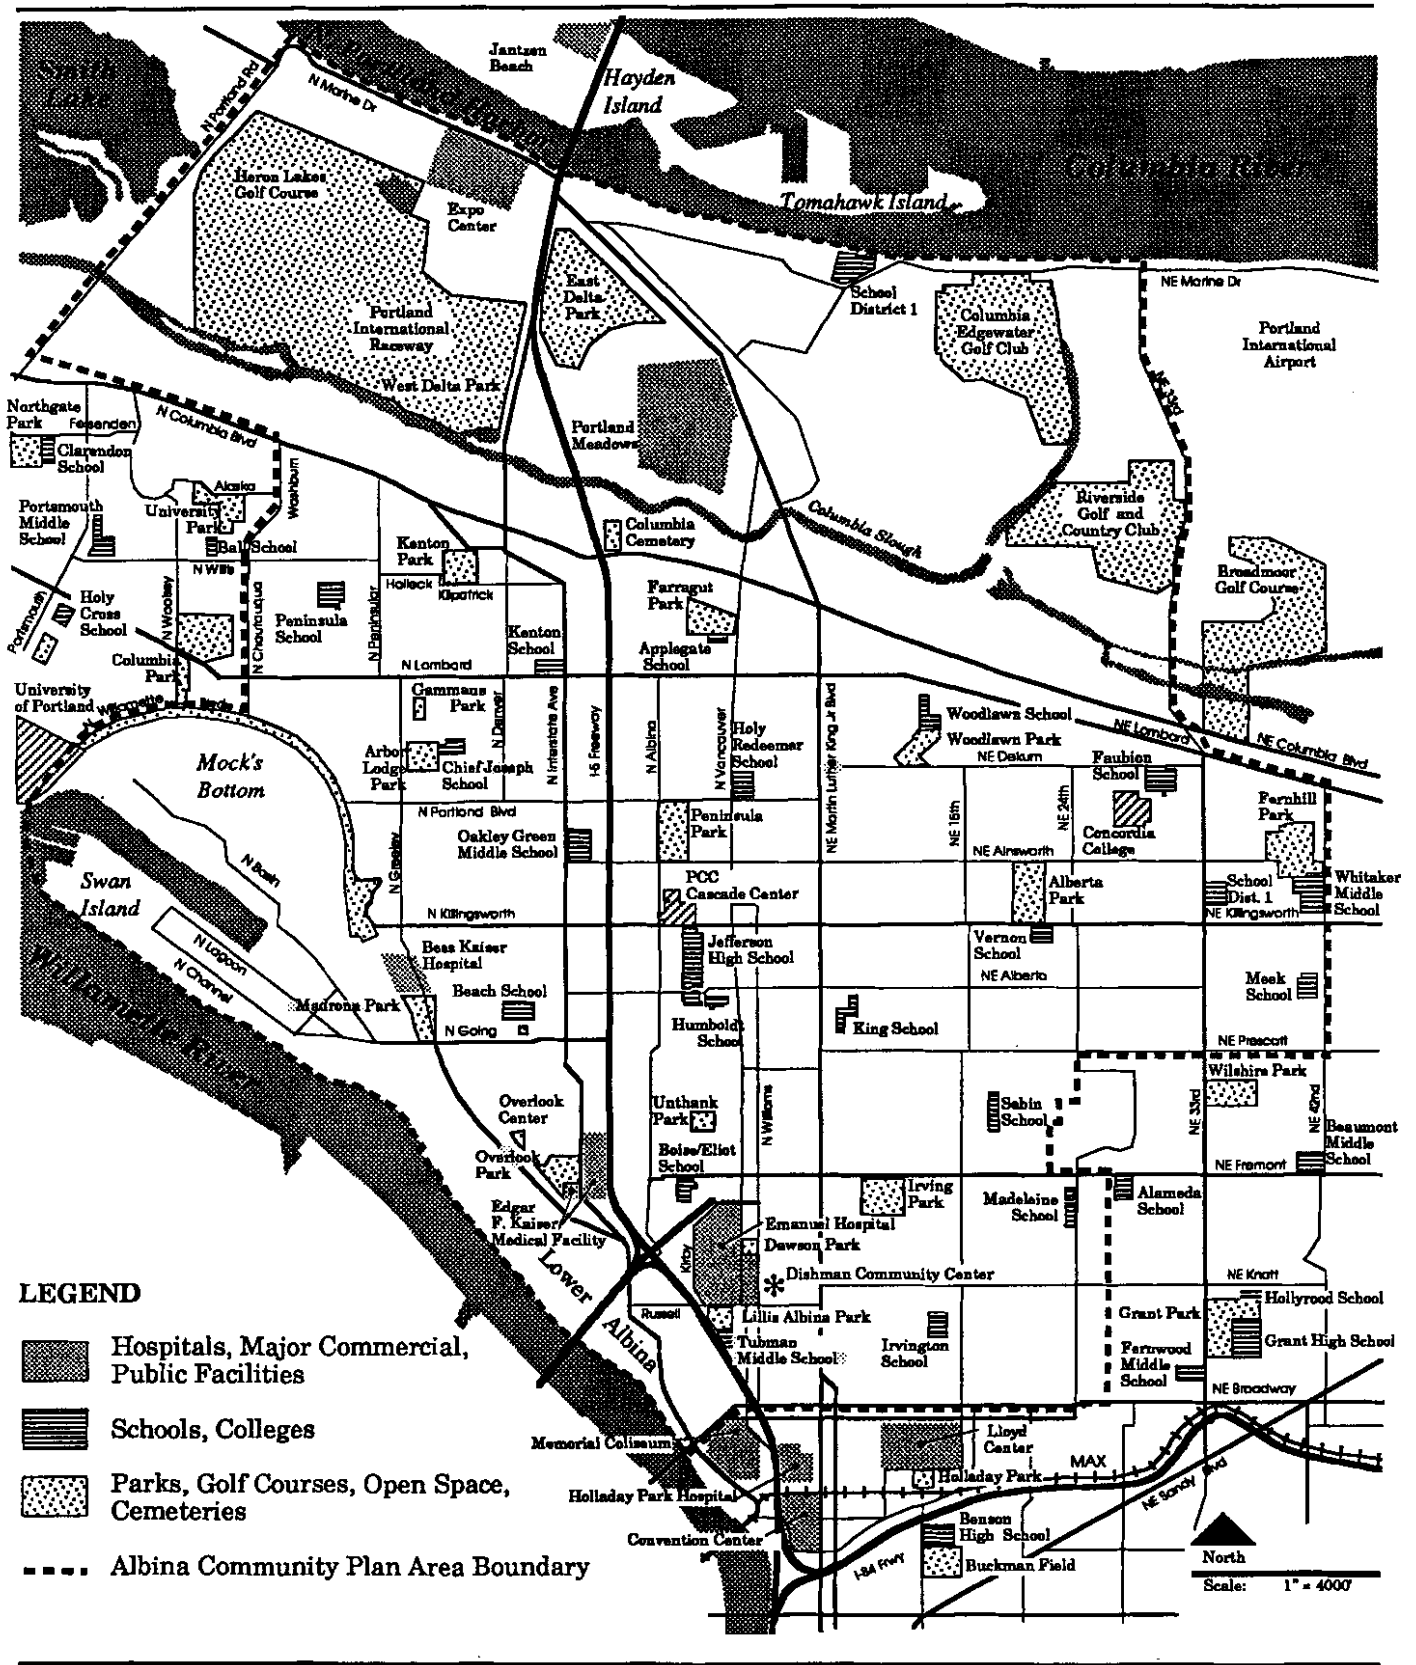 Smith
Lake
N Portland Rd
N Marine Dr
N Portland Harbor
Jantzen
Beach
Hayden
Island
Columbia River
Tomahawk Island
Heron Lakes
Golf Course
Expo
Center
East
Delta
Park
School
District 1
NE Marine Dr
Columbia
Edgewater
Golf Club
Portland
International
Airport
Portland
International
Raceway
West Delta Park
NE 33rd
Northgate
Park
Fessenden
N Columbia Blvd
Portland
Meadows
Clarendon
School
Washburn
Alaska
University
Park
Portsmouth
Middle
School
Ball School
N Willis
Columbia
Cemetery
Columbia Slough
Riverside
Golf and
Country Club
Kenton
Park
Halleck
Kilpatrick
Broadmoor
Golf Course
Portsmouth
Holy
Cross
School
N Woolsey
N Chautauqua
Peninsula
School
N Peninsular
Farragut
Park
Kenton
School
Applegate
School
Columbia
Park
N Lombard
University
of Portland
N Willamette
Gammans
Park
N Denver
N Interstate Ave
I-5 Freeway
N Albina
N Vancouver
Holy
Redeemer
School
NE Martin Luther King Jr Blvd
Woodlawn School
Woodlawn Park
NE Dekum
NE Lombard
NE Columbia Blvd
Mock's
Bottom
Arbor
Lodge
Park
Chief Joseph
School
Faubion
School
N Portland Blvd
Fernhill
Park
Oakley Green
Middle School
Peninsula
Park
NE 15th
NE 24th
Concordia
College
N Greeley
NE Ainsworth
N Basin
Swan
Island
PCC
Cascade Center
Alberta
Park
School
Dist. 1
Whitaker
Middle
School
N Killingsworth
NE Killingsworth
N Lagoon
N Channel
Bess Kaiser
Hospital
Jefferson
High School
Vernon
School
NE Alberta
Willamette River
Madrona Park
Beach School
Meek
School
N Going
Humboldt
School
King School
NE Prescott
Wilshire Park
Overlook
Center
Unthank
Park
N Williams
Sabin
School
NE 33rd
NE 42nd
Beaumont
Middle
School
Overlook
Park
Boise/Eliot
School
NE Fremont
Irving
Park
Madeleine
School
Alameda
School
Edgar
F. Kaiser
Medical Facility
Emanuel Hospital
Dawson Park
Kirby
Lower
Albina
Dishman Community Center
NE Knott
LEGEND
Russell
Lillis Albina Park
Grant Park
Hollyrood School
Hospitals, Major Commercial,
Public Facilities
Tubman
Middle School
Irvington
School
Fernwood
Middle
School
Grant High School
NE Broadway
Schools, Colleges
Memorial Coliseum
Lloyd
Center
MAX
Parks, Golf Courses, Open Space,
Cemeteries
Holladay Park Hospital
Holladay Park
NE Sandy Blvd
Convention Center
Benson
High School
Albina Community Plan Area Boundary
I-84 Frwy
Buckman Field
North
Scale: 1" = 4000'